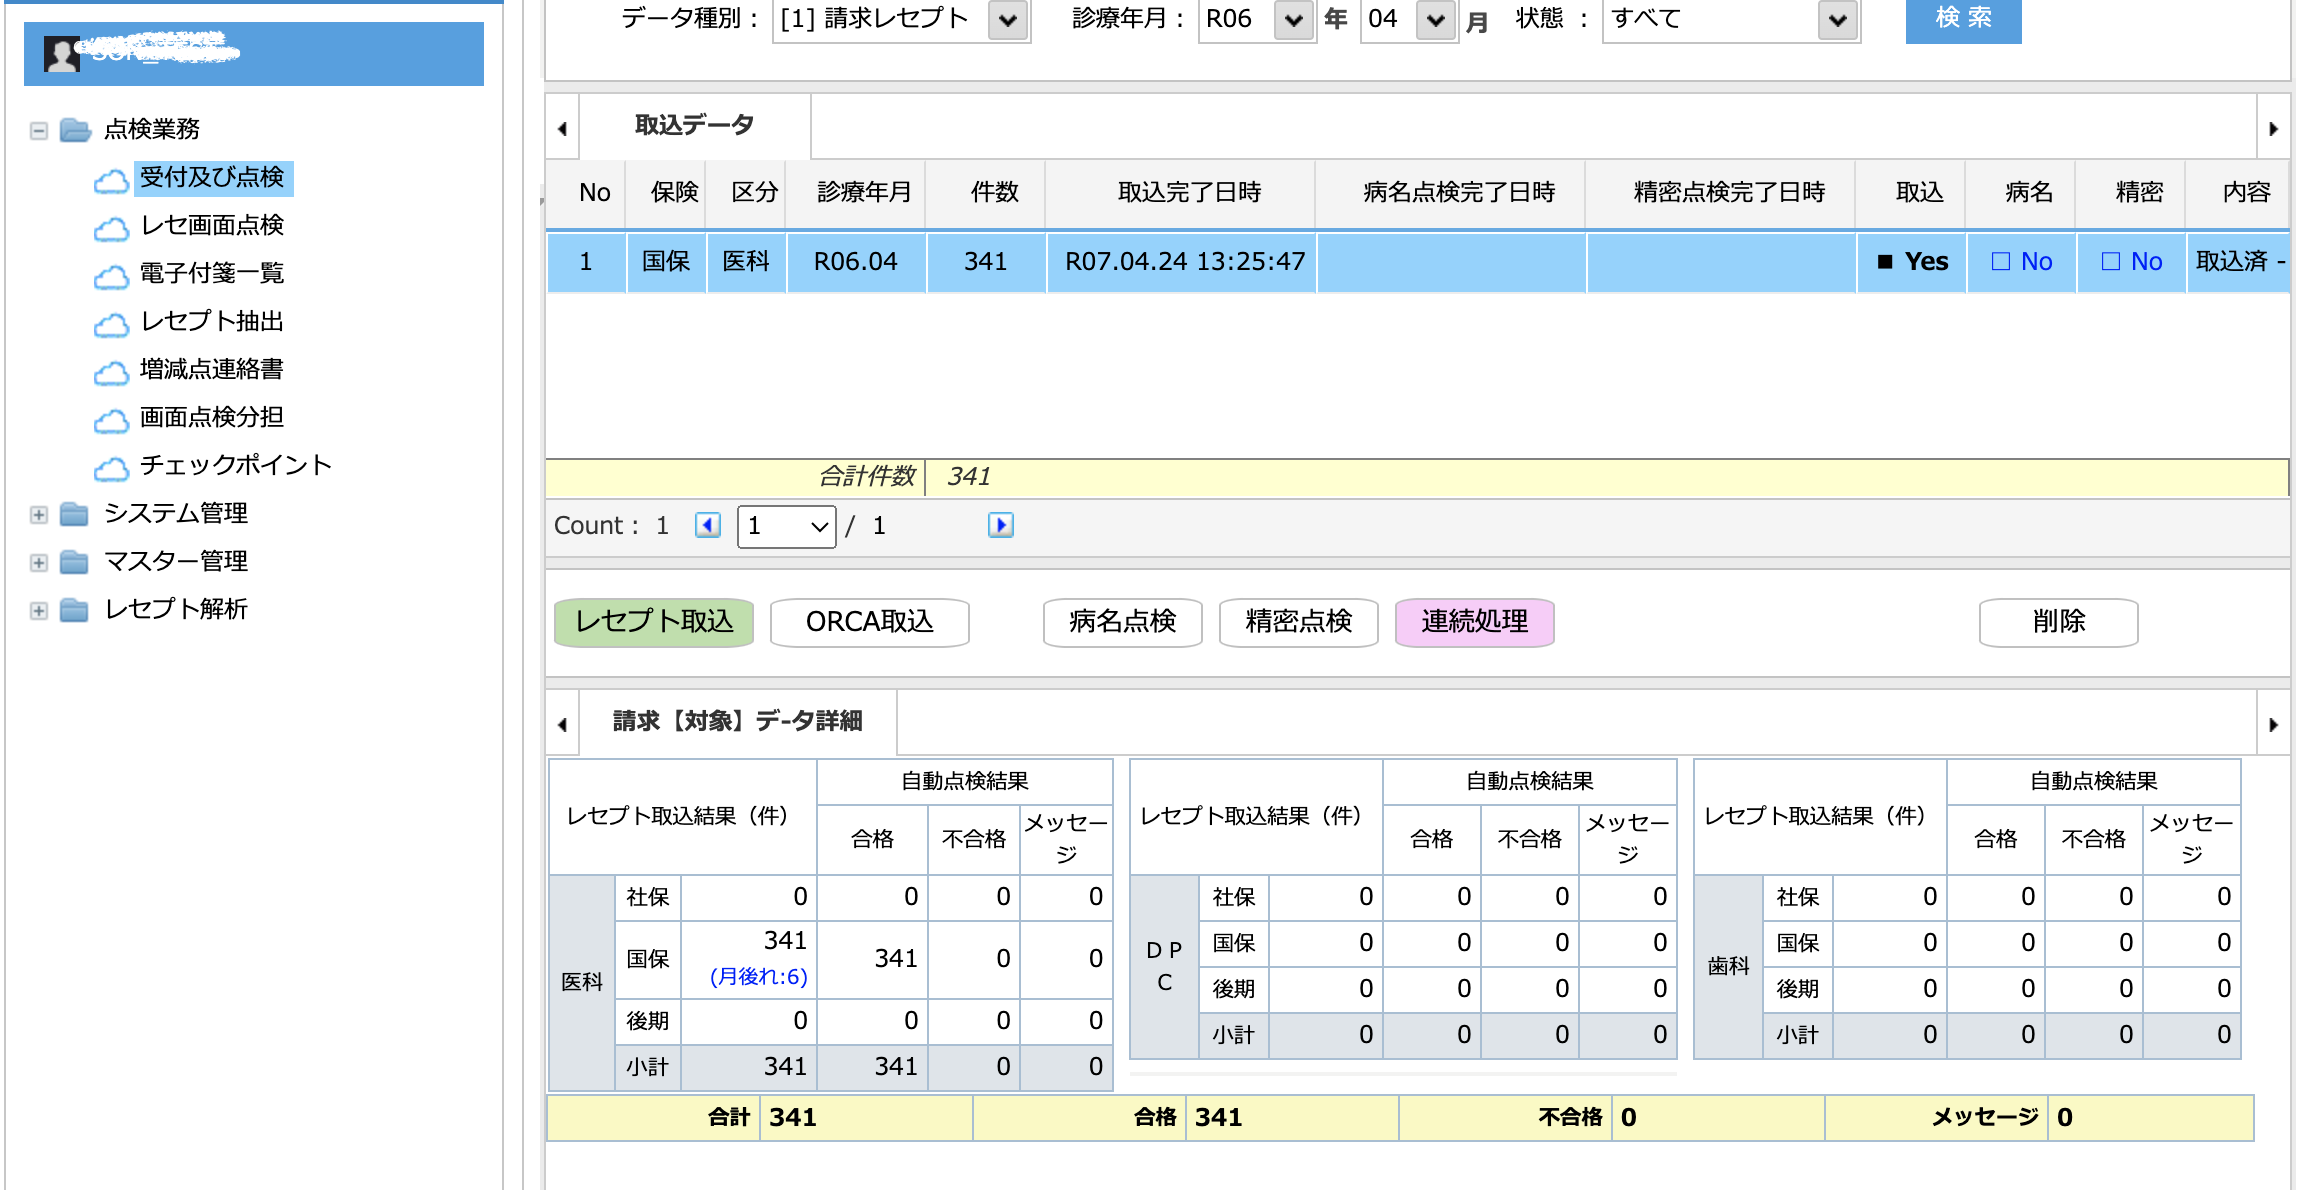 データ種別： [1] 請求レセプト 診療年月： R06 年 04 月 状態 ： すべて 検 索
点検業務
受付及び点検
レセ画面点検
電子付箋一覧
レセプト抽出
増減点連絡書
画面点検分担
チェックポイント
システム管理
マスター管理
レセプト解析
取込データ
No 保険 区分 診療年月 件数 取込完了日時 病名点検完了日時 精密点検完了日時 取込 病名 精密 内容
1 国保 医科 R06.04 341 R07.04.24 13:25:47 ■ Yes □ No □ No 取込済 -
合計件数 341
Count : 1 1 / 1
レセプト取込 ORCA取込 病名点検 精密点検 連続処理 削除
請求【対象】データ詳細
レセプト取込結果（件） 自動点検結果
合格 不合格 メッセージ
医科
社保 0 0 0 0
国保 341 (月後れ:6) 341 0 0
後期 0 0 0 0
小計 341 341 0 0
レセプト取込結果（件） 自動点検結果
合格 不合格 メッセージ
ＤＰＣ
社保 0 0 0 0
国保 0 0 0 0
後期 0 0 0 0
小計 0 0 0 0
レセプト取込結果（件） 自動点検結果
合格 不合格 メッセージ
歯科
社保 0 0 0 0
国保 0 0 0 0
後期 0 0 0 0
小計 0 0 0 0
合計 341 合格 341 不合格 0 メッセージ 0